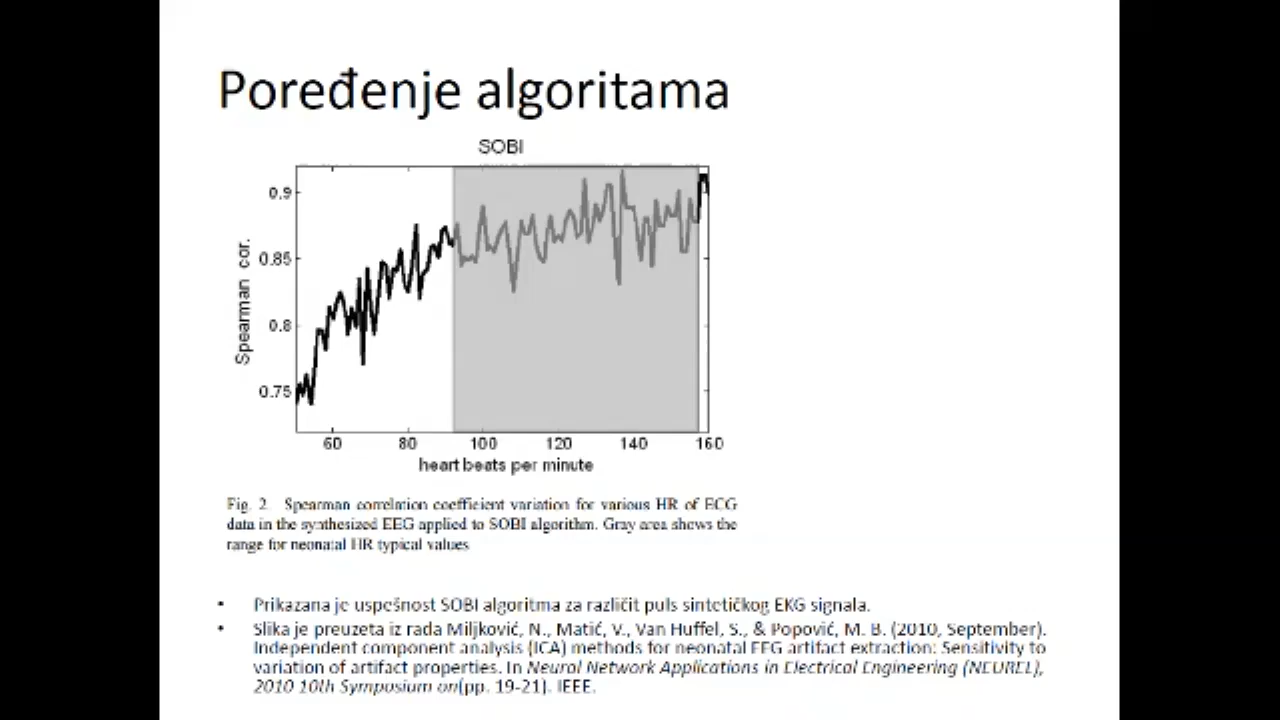 Poređenje algoritama
SOBI
0.9
0.85
0.8
0.75
Spearman cor.
60 80 100 120 140 160
heart beats per minute
Fig. 2. Spearman correlation coefficient variation for various HR of ECG
data in the synthesized EEG applied to SOBI algorithm. Gray area shows the
range for neonatal HR typical values
• Prikazana je uspešnost SOBI algoritma za različit puls sintetičkog EKG signala.
• Slika je preuzeta iz rada Miljković, N., Matić, V., Van Huffel, S., & Popović, M. B. (2010, September).
Independent component analysis (ICA) methods for neonatal EEG artifact extraction: Sensitivity to
variation of artifact properties. In Neural Network Applications in Electrical Engineering (NEUREL),
2010 10th Symposium on(pp. 19-21). IEEE.